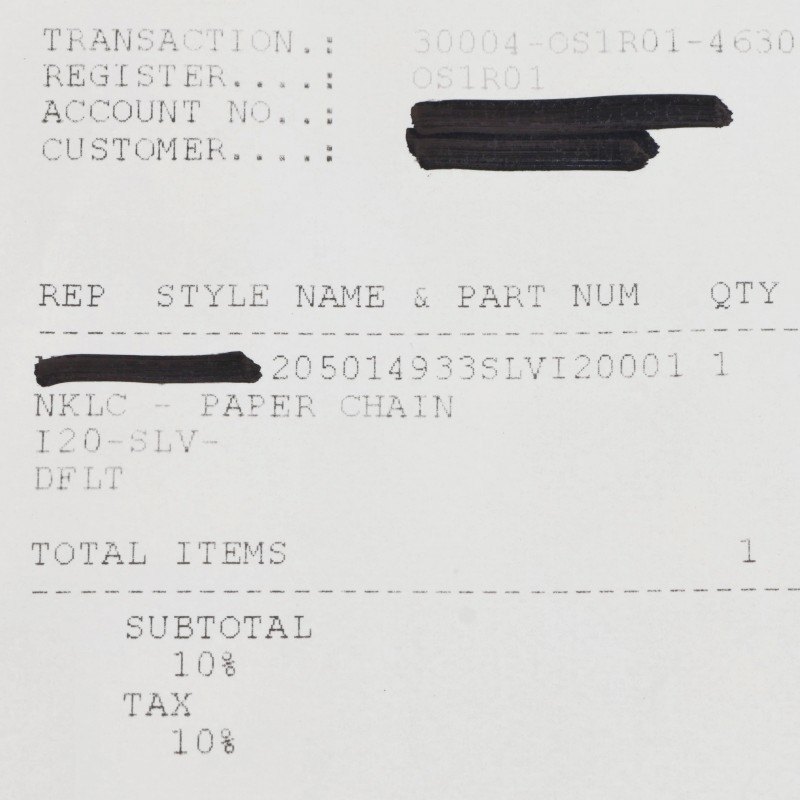 TRANSACTION.: 30004-OS1R01-4630
REGISTER....: OS1R01
ACCOUNT NO..:
CUSTOMER....:
REP STYLE NAME & PART NUM QTY
205014933SLVI20001 1
NKLC - PAPER CHAIN
I20-SLV-
DFLT
TOTAL ITEMS 1
SUBTOTAL
10%
TAX
10%